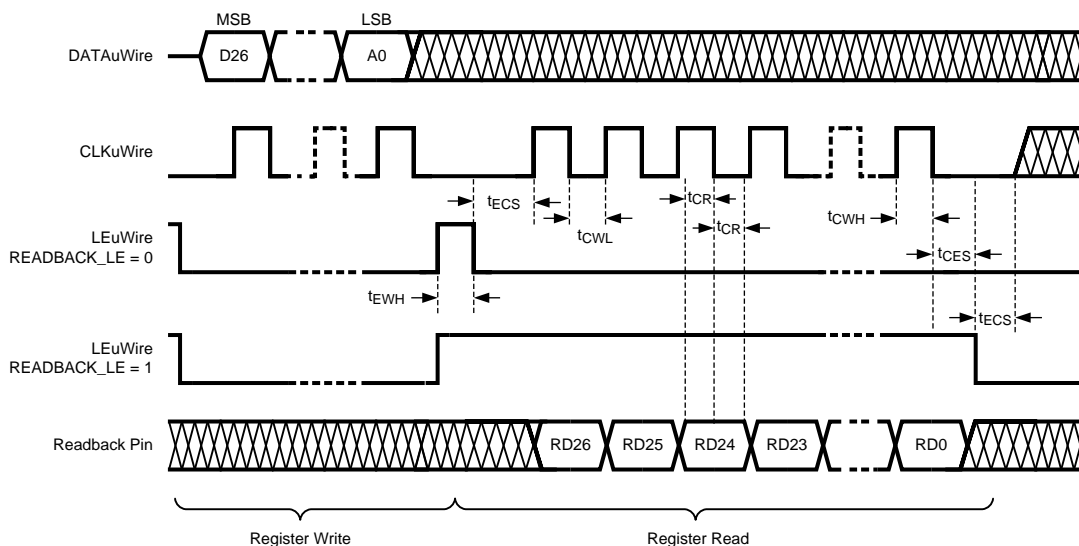 MSB LSB
DATAuWire D26 A0
CLKuWire
tECS tCWL tCR tCR tCWH tCES
LEuWire
READBACK_LE = 0
tEWH tECS
LEuWire
READBACK_LE = 1
Readback Pin RD26 RD25 RD24 RD23 RD0
Register Write Register Read